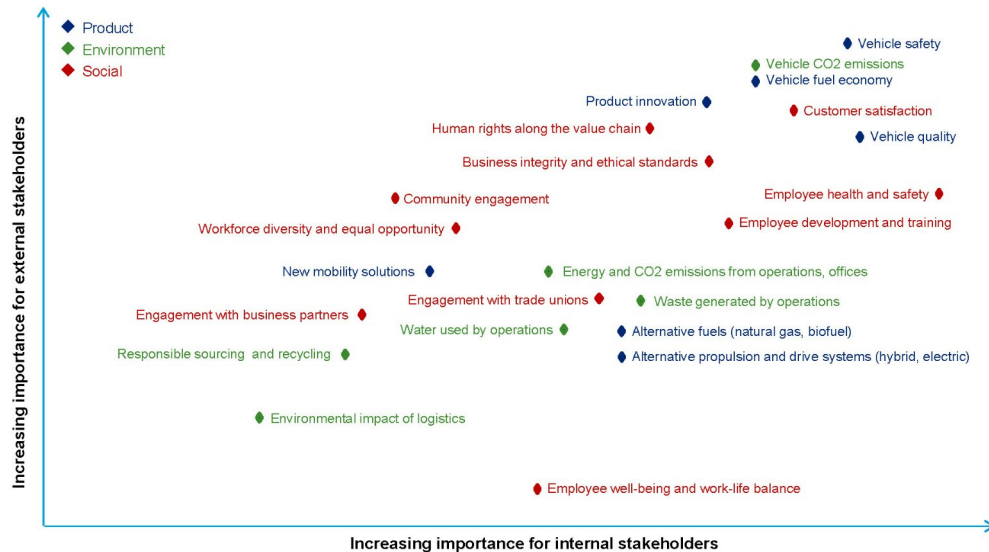 Product
Environment
Social
Vehicle safety
Vehicle CO2 emissions
Vehicle fuel economy
Product innovation
Customer satisfaction
Human rights along the value chain
Vehicle quality
Business integrity and ethical standards
Employee health and safety
Community engagement
Employee development and training
Workforce diversity and equal opportunity
New mobility solutions
Energy and CO2 emissions from operations, offices
Engagement with trade unions
Waste generated by operations
Engagement with business partners
Water used by operations
Alternative fuels (natural gas, biofuel)
Responsible sourcing and recycling
Alternative propulsion and drive systems (hybrid, electric)
Environmental impact of logistics
Employee well-being and work-life balance
Increasing importance for external stakeholders
Increasing importance for internal stakeholders